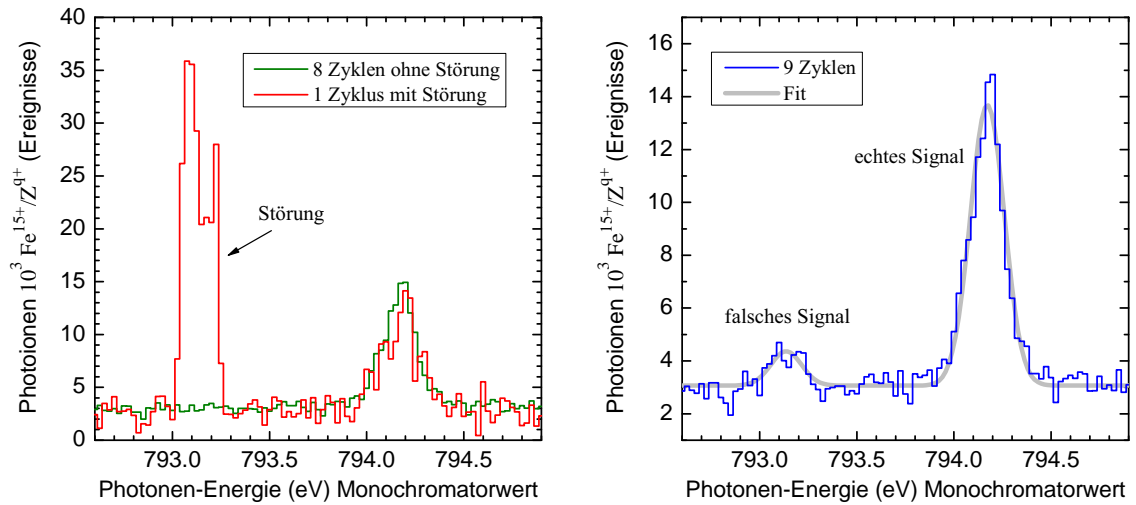 40
35
30
25
20
15
10
5
0
Photoionen 10³ Fe¹⁵⁺/Z^q⁺ (Ereignisse)
8 Zyklen ohne Störung
1 Zyklus mit Störung
Störung
793.0 793.5 794.0 794.5
Photonen-Energie (eV) Monochromatorwert
16
14
12
10
8
6
4
2
Photoionen 10³ Fe¹⁵⁺/Z^q⁺ (Ereignisse)
9 Zyklen
Fit
echtes Signal
falsches Signal
793.0 793.5 794.0 794.5
Photonen-Energie (eV) Monochromatorwert